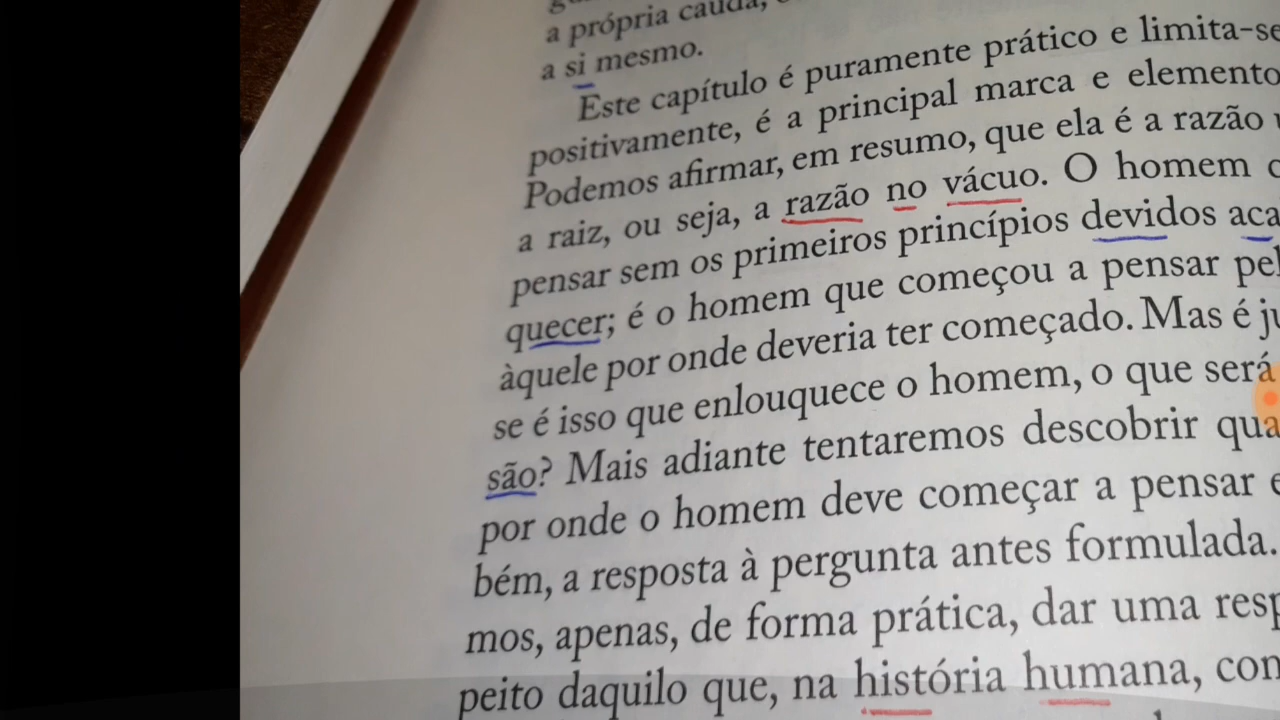 a própria cauda,
a si mesmo.
Este capítulo é puramente prático e limita-se
positivamente, é a principal marca e elemento
Podemos afirmar, em resumo, que ela é a razão
a raiz, ou seja, a razão no vácuo. O homem
pensar sem os primeiros princípios devidos aca
quecer; é o homem que começou a pensar pel
àquele por onde deveria ter começado. Mas é ju
se é isso que enlouquece o homem, o que será
são? Mais adiante tentaremos descobrir qua
por onde o homem deve começar a pensar e
bém, a resposta à pergunta antes formulada.
mos, apenas, de forma prática, dar uma resp
peito daquilo que, na história humana, con